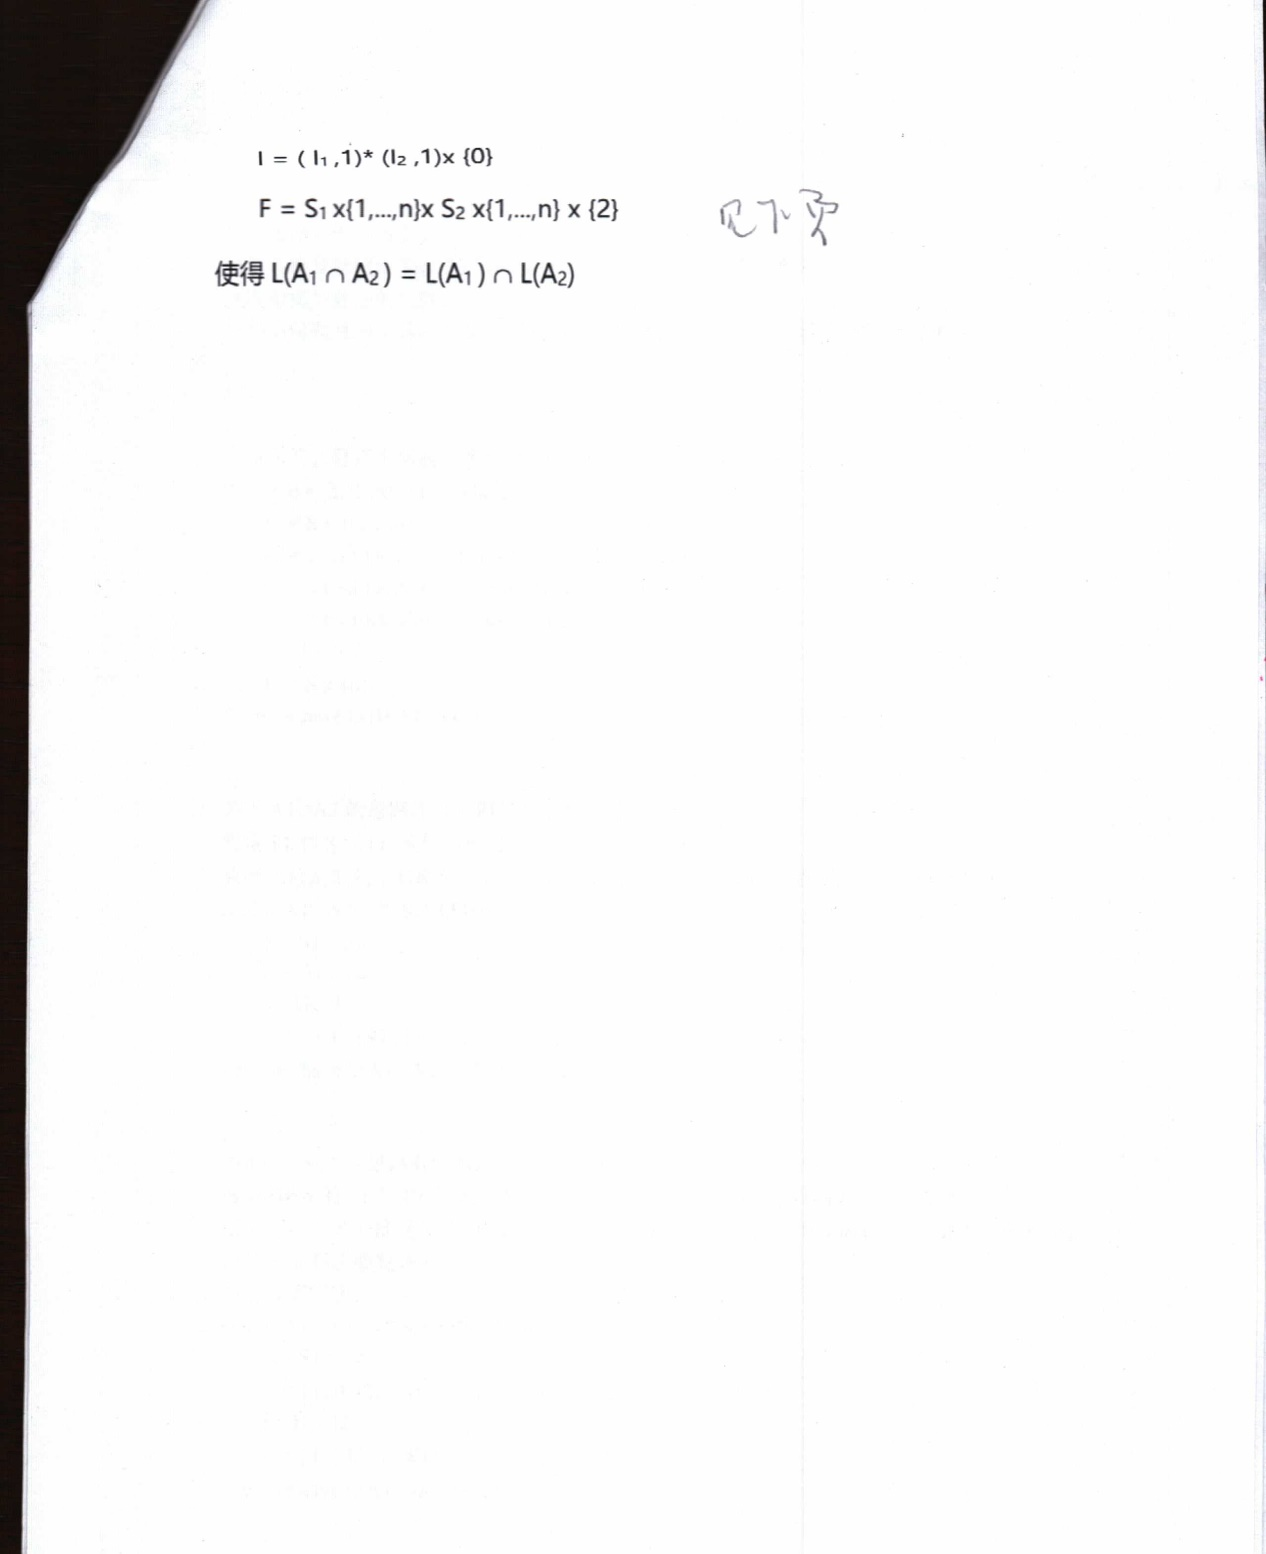 I = ( I₁ ,1)* (I₂ ,1)x {0}
F = S₁ x{1,...,n}x S₂ x{1,...,n} x {2}
见下页
使得 L(A₁ ∩ A₂ ) = L(A₁ ) ∩ L(A₂)